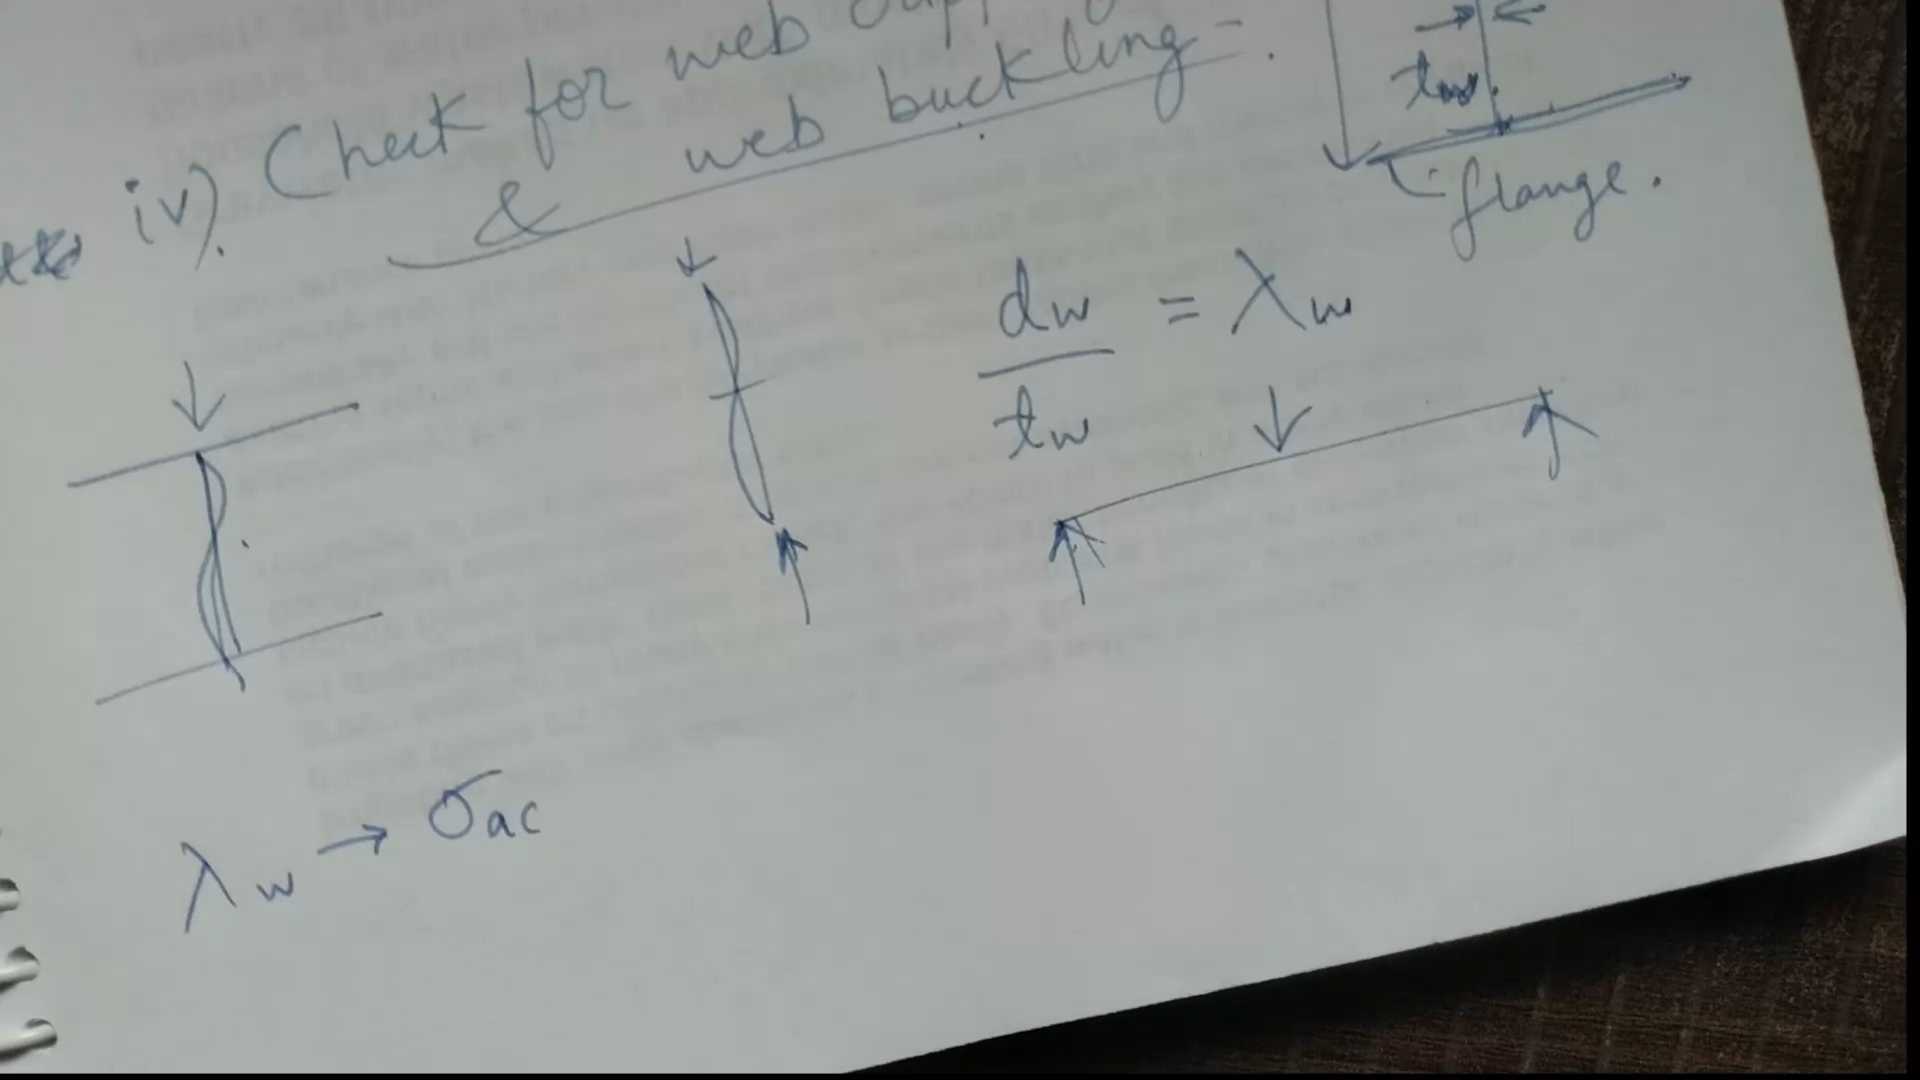 iv). Check for web
& web buckling -.
tw.
flange.
dw = λw
tw
λw → σac